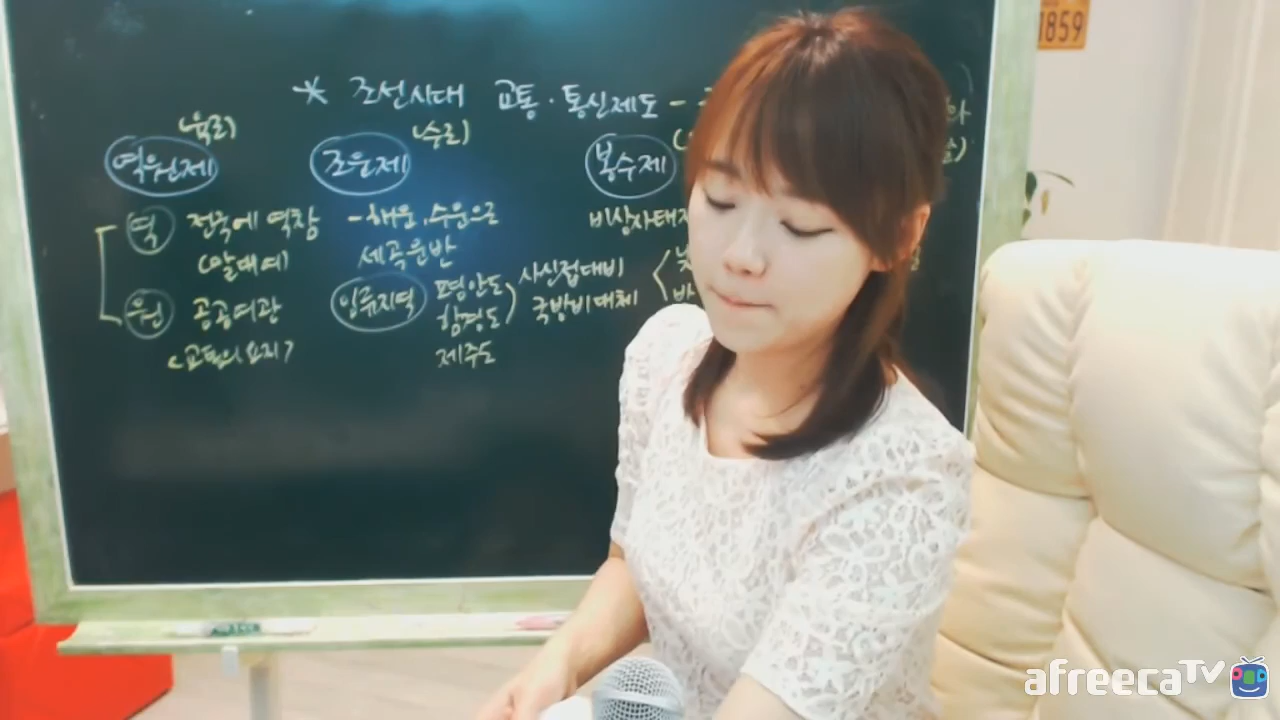 * 조선시대 교통·통신제도 -
(육로)
역원제
역 전국에 역참
(말대여)
원 공공여관
(교통의 요지)
(수로)
조운제
- 해운, 수운으로
세곡운반
잉류지역 평안도
함경도
제주도
사신접대비
국방비 대체
봉수제
비상사태
낮
1859
afreecaTV